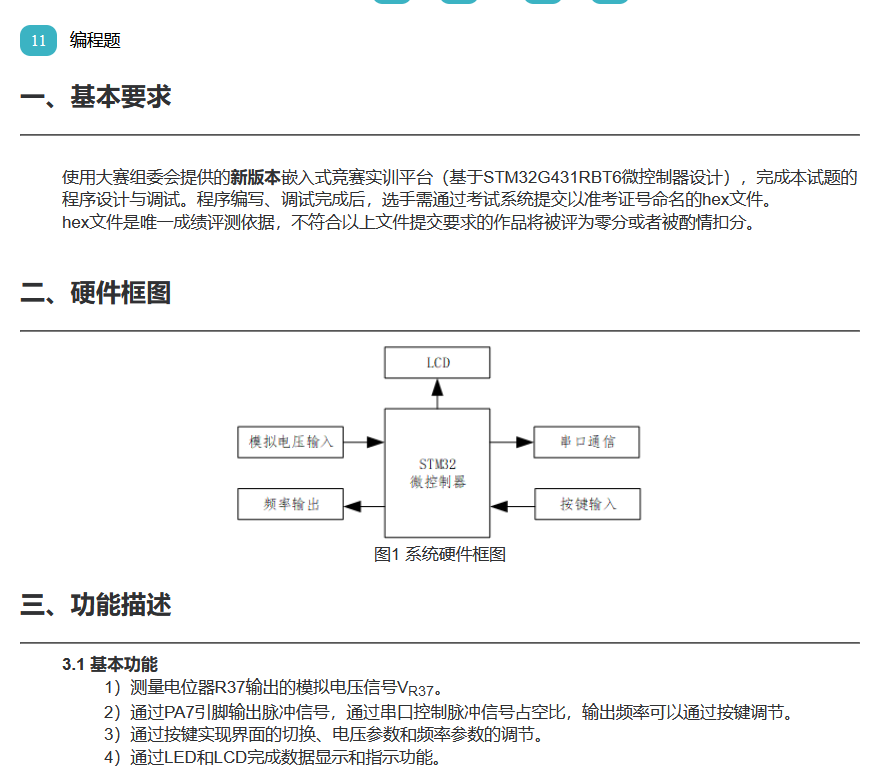 11 编程题
一、基本要求
使用大赛组委会提供的新版本嵌入式竞赛实训平台（基于STM32G431RBT6微控制器设计），完成本试题的
程序设计与调试。程序编写、调试完成后，选手需通过考试系统提交以准考证号命名的hex文件。
hex文件是唯一成绩评测依据，不符合以上文件提交要求的作品将被评为零分或者被酌情扣分。
二、硬件框图
LCD
模拟电压输入
串口通信
STM32
微控制器
频率输出
按键输入
图1 系统硬件框图
三、功能描述
3.1 基本功能
1）测量电位器R37输出的模拟电压信号VR37。
2）通过PA7引脚输出脉冲信号，通过串口控制脉冲信号占空比，输出频率可以通过按键调节。
3）通过按键实现界面的切换、电压参数和频率参数的调节。
4）通过LED和LCD完成数据显示和指示功能。